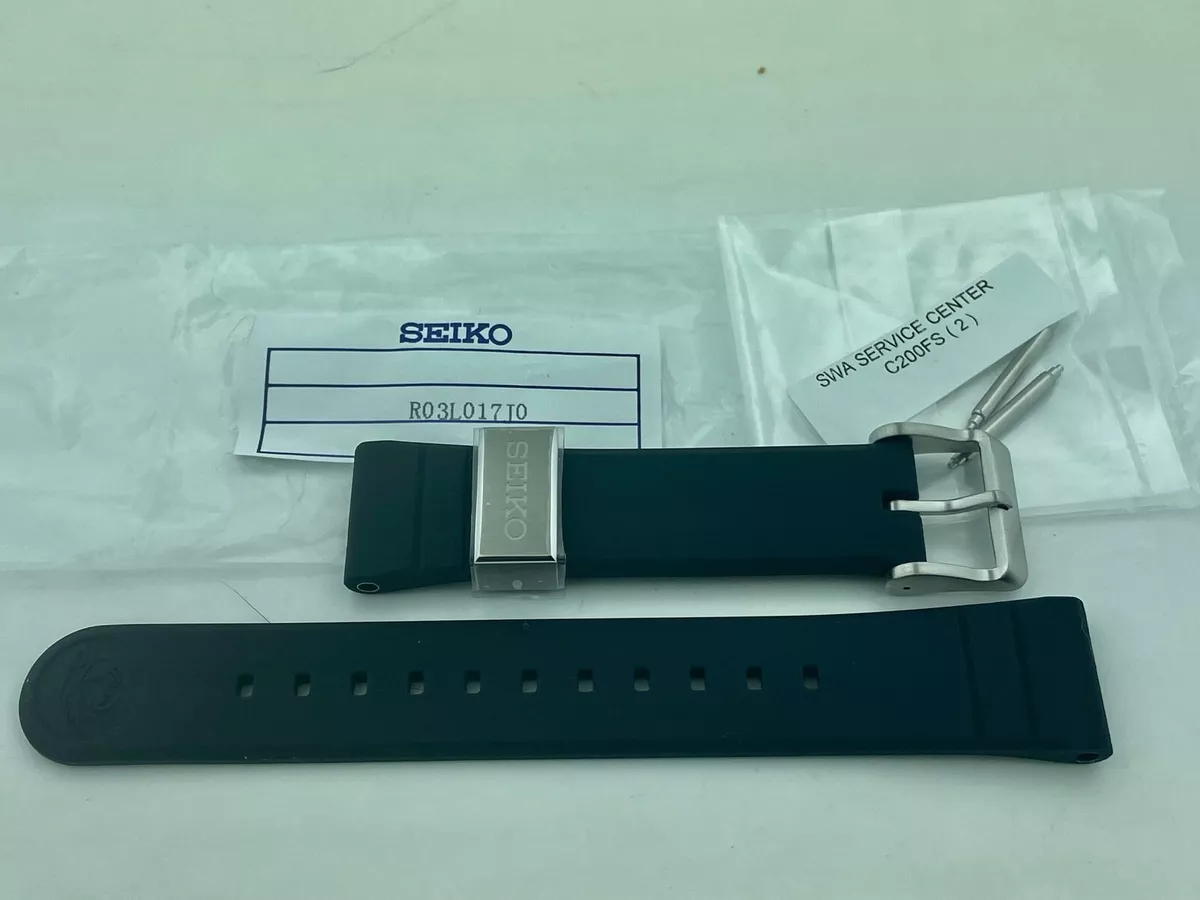 SEIKO
R03L017J0
SWA SERVICE CENTER
C200FS ( 2 )
SEIKO